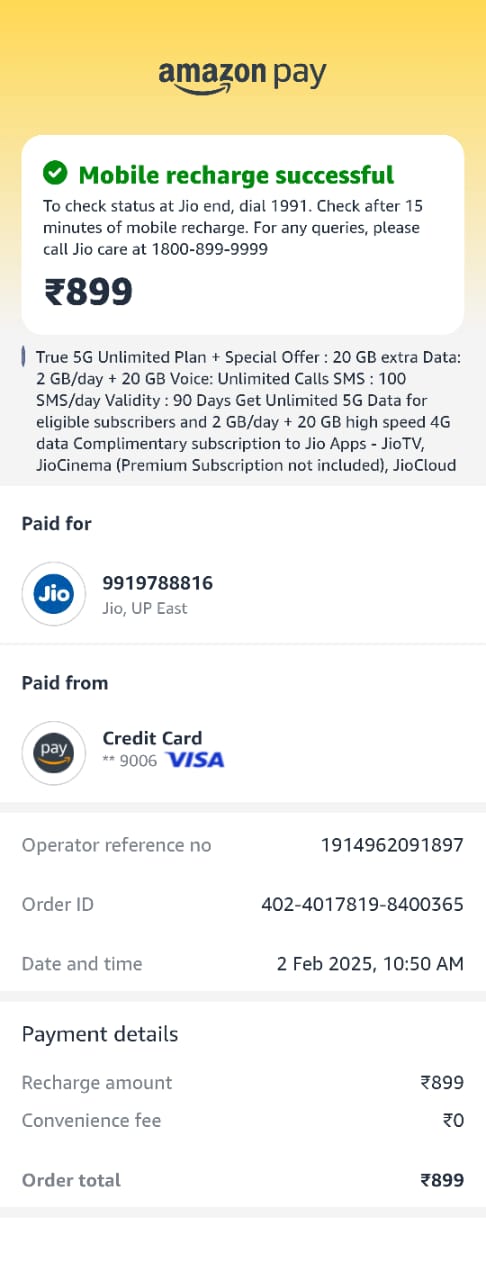 amazon pay
Mobile recharge successful
To check status at Jio end, dial 1991. Check after 15
minutes of mobile recharge. For any queries, please
call Jio care at 1800-899-9999
₹899
True 5G Unlimited Plan + Special Offer : 20 GB extra Data:
2 GB/day + 20 GB Voice: Unlimited Calls SMS : 100
SMS/day Validity : 90 Days Get Unlimited 5G Data for
eligible subscribers and 2 GB/day + 20 GB high speed 4G
data Complimentary subscription to Jio Apps - JioTV,
JioCinema (Premium Subscription not included), JioCloud
Paid for
Jio
9919788816
Jio, UP East
Paid from
pay
Credit Card
** 9006 VISA
Operator reference no 1914962091897
Order ID 402-4017819-8400365
Date and time 2 Feb 2025, 10:50 AM
Payment details
Recharge amount ₹899
Convenience fee ₹0
Order total ₹899